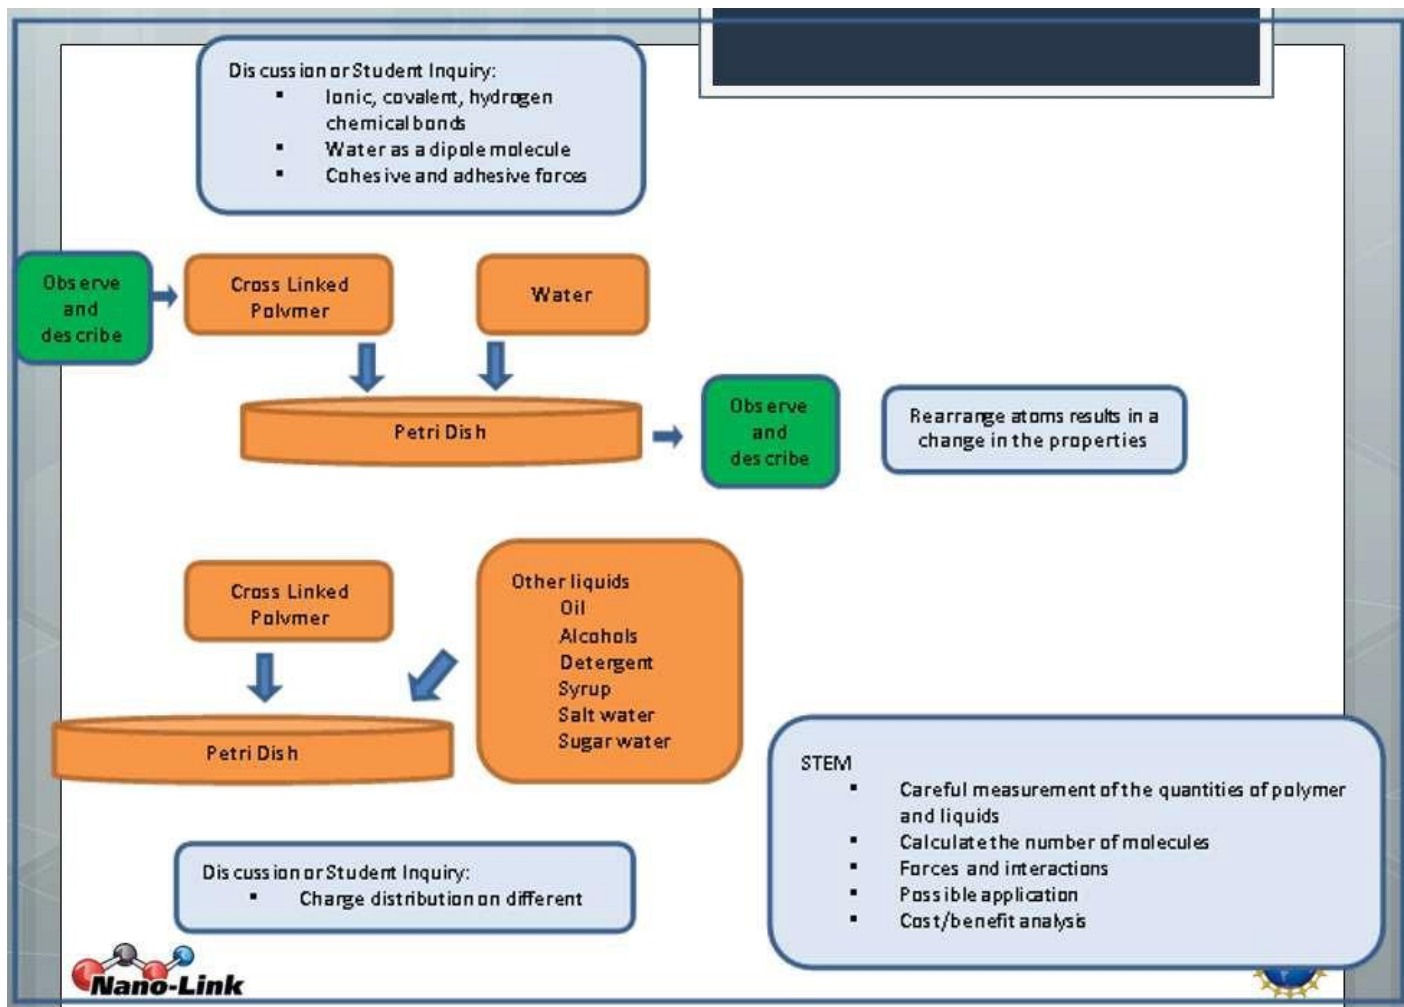 Discussion or Student Inquiry:
▪ Ionic, covalent, hydrogen
chemical bonds
▪ Water as a dipole molecule
▪ Cohesive and adhesive forces
Observe
and
describe
Cross Linked
Polymer
Water
Petri Dish
Observe
and
describe
Rearrange atoms results in a
change in the properties
Cross Linked
Polymer
Other liquids
Oil
Alcohols
Detergent
Syrup
Salt water
Sugar water
Petri Dish
STEM
▪ Careful measurement of the quantities of polymer
and liquids
▪ Calculate the number of molecules
▪ Forces and interactions
▪ Possible application
▪ Cost/benefit analysis
Discussion or Student Inquiry:
▪ Charge distribution on different
Nano-Link